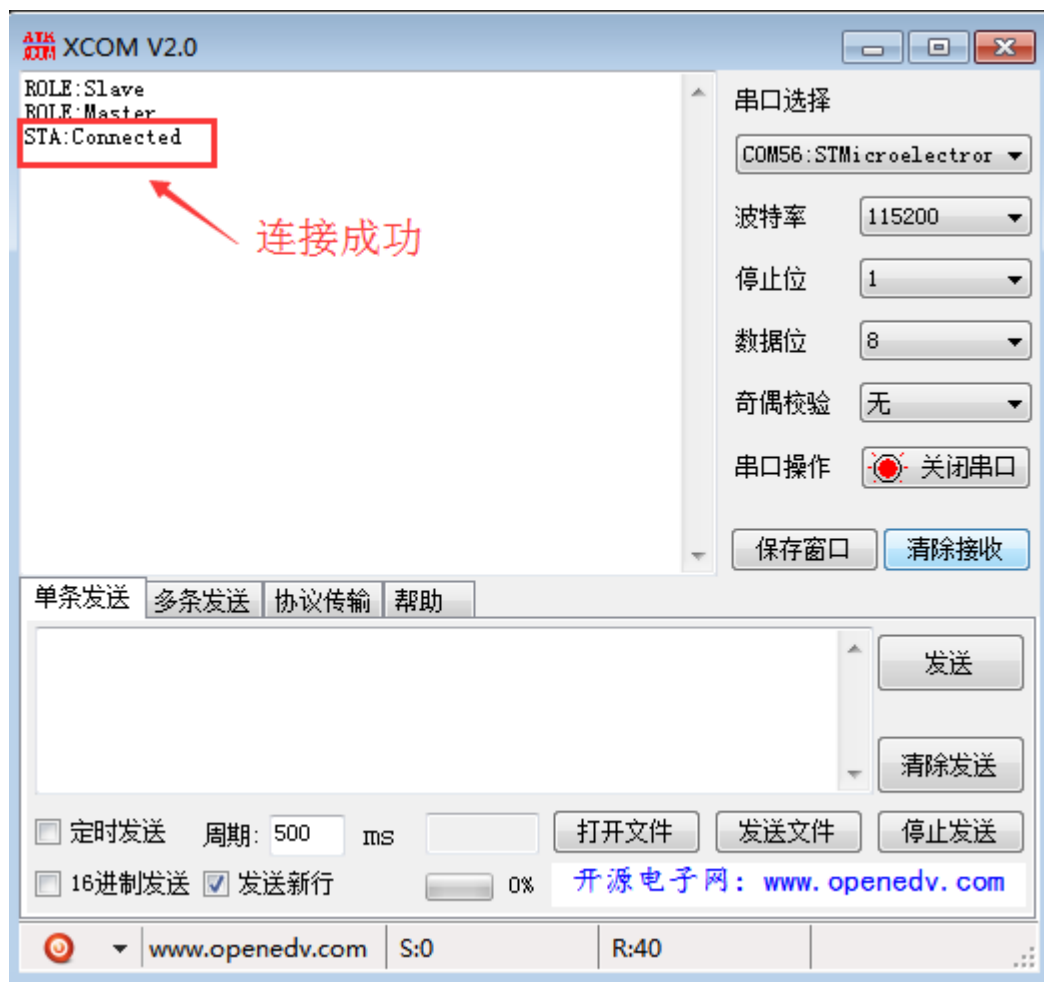 XCOM V2.0
ROLE:Slave
ROLE:Master
STA:Connected
连接成功
串口选择
COM56:STMicroelectror
波特率 115200
停止位 1
数据位 8
奇偶校验 无
串口操作 关闭串口
保存窗口 清除接收
单条发送 多条发送 协议传输 帮助
发送
清除发送
定时发送 周期: 500 ms 打开文件 发送文件 停止发送
16进制发送 发送新行 0% 开源电子网: www.openedv.com
www.openedv.com S:0 R:40